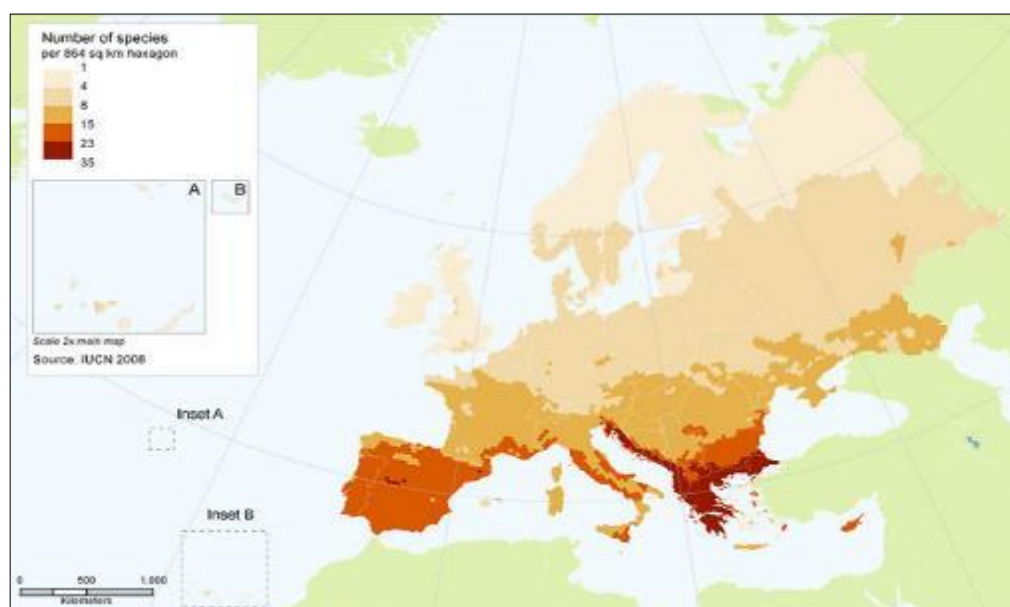 Number of species
per 864 sq km hexagon
1
4
8
15
23
35
A
B
Scale 2x main map
Source: IUCN 2008
Inset A
Inset B
0 500 1,000
Kilometers